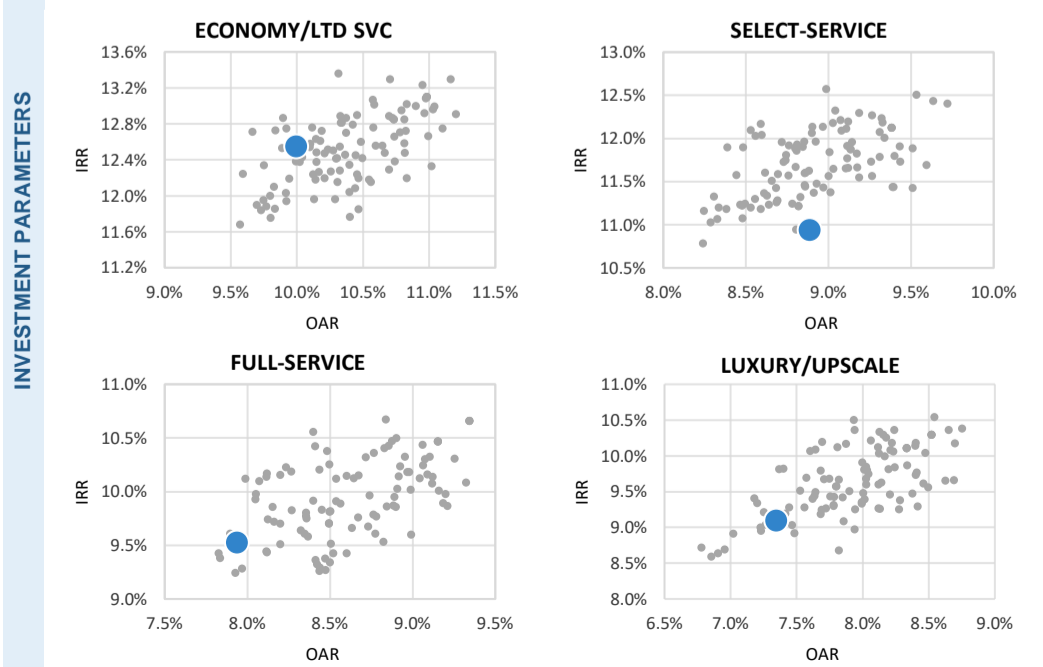 INVESTMENT PARAMETERS
ECONOMY/LTD SVC
13.6%
13.2%
12.8%
12.4%
12.0%
11.6%
11.2%
IRR
9.0% 9.5% 10.0% 10.5% 11.0% 11.5%
OAR
SELECT-SERVICE
13.0%
12.5%
12.0%
11.5%
11.0%
10.5%
IRR
8.0% 8.5% 9.0% 9.5% 10.0%
OAR
FULL-SERVICE
11.0%
10.5%
10.0%
9.5%
9.0%
IRR
7.5% 8.0% 8.5% 9.0% 9.5%
OAR
LUXURY/UPSCALE
11.0%
10.5%
10.0%
9.5%
9.0%
8.5%
8.0%
IRR
6.5% 7.0% 7.5% 8.0% 8.5% 9.0%
OAR